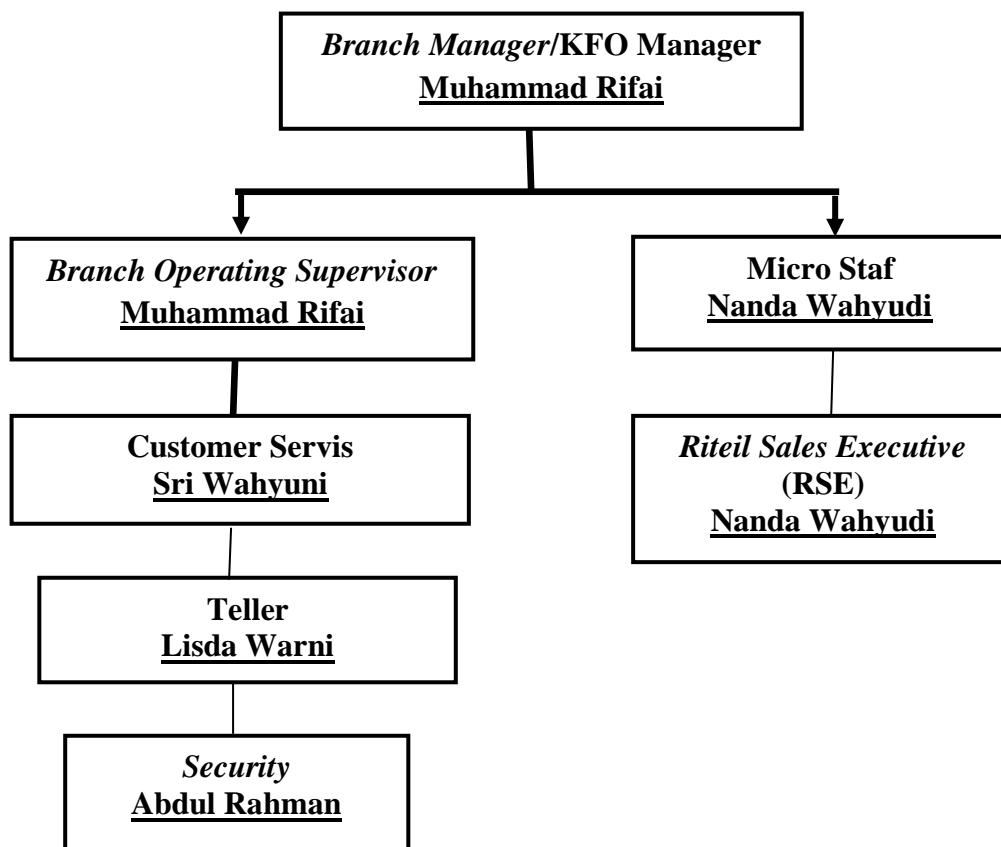 Branch Manager/KFO Manager
Muhammad Rifai
Branch Operating Supervisor
Muhammad Rifai
Micro Staf
Nanda Wahyudi
Customer Servis
Sri Wahyuni
Riteil Sales Executive
(RSE)
Nanda Wahyudi
Teller
Lisda Warni
Security
Abdul Rahman